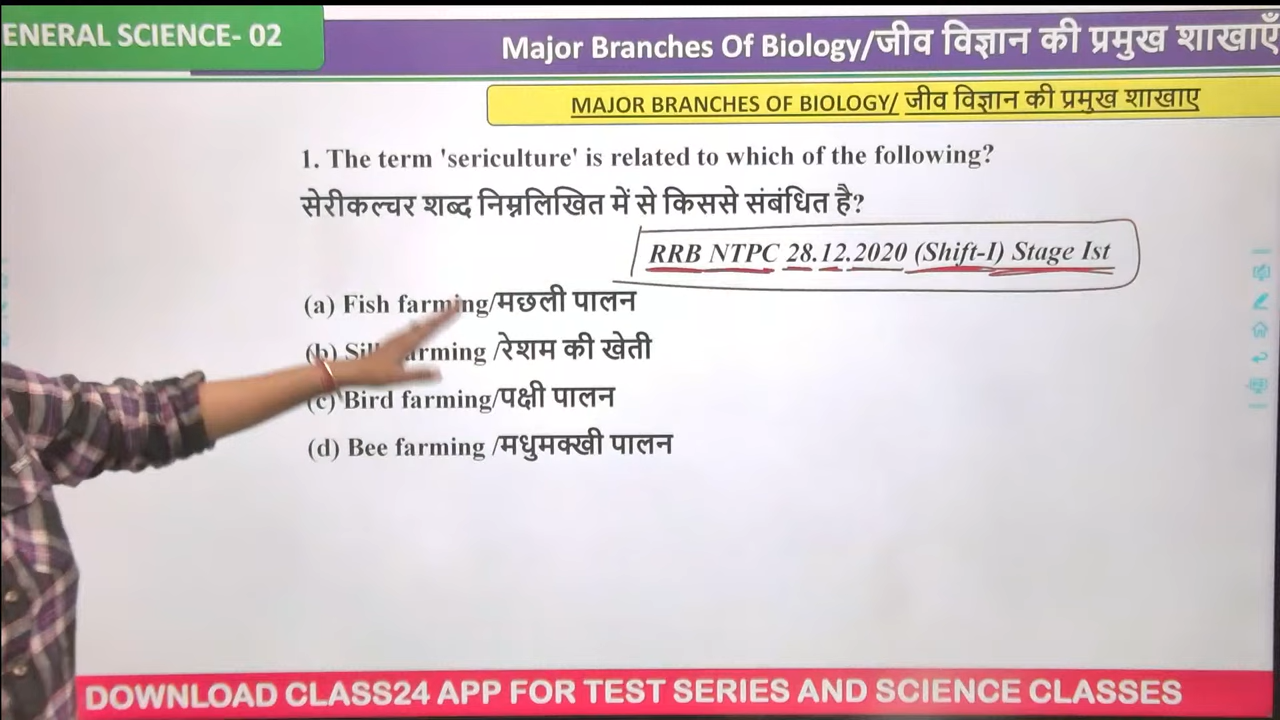 ENERAL SCIENCE- 02
Major Branches Of Biology/जीव विज्ञान की प्रमुख शाखाएँ
MAJOR BRANCHES OF BIOLOGY/ जीव विज्ञान की प्रमुख शाखाए
1. The term 'sericulture' is related to which of the following?
सेरीकल्चर शब्द निम्नलिखित में से किससे संबंधित है?
RRB NTPC 28.12.2020 (Shift-I) Stage Ist
(a) Fish farming/मछली पालन
(b) farming /रेशम की खेती
(c) Bird farming/पक्षी पालन
(d) Bee farming /मधुमक्खी पालन
DOWNLOAD CLASS24 APP FOR TEST SERIES AND SCIENCE CLASSES